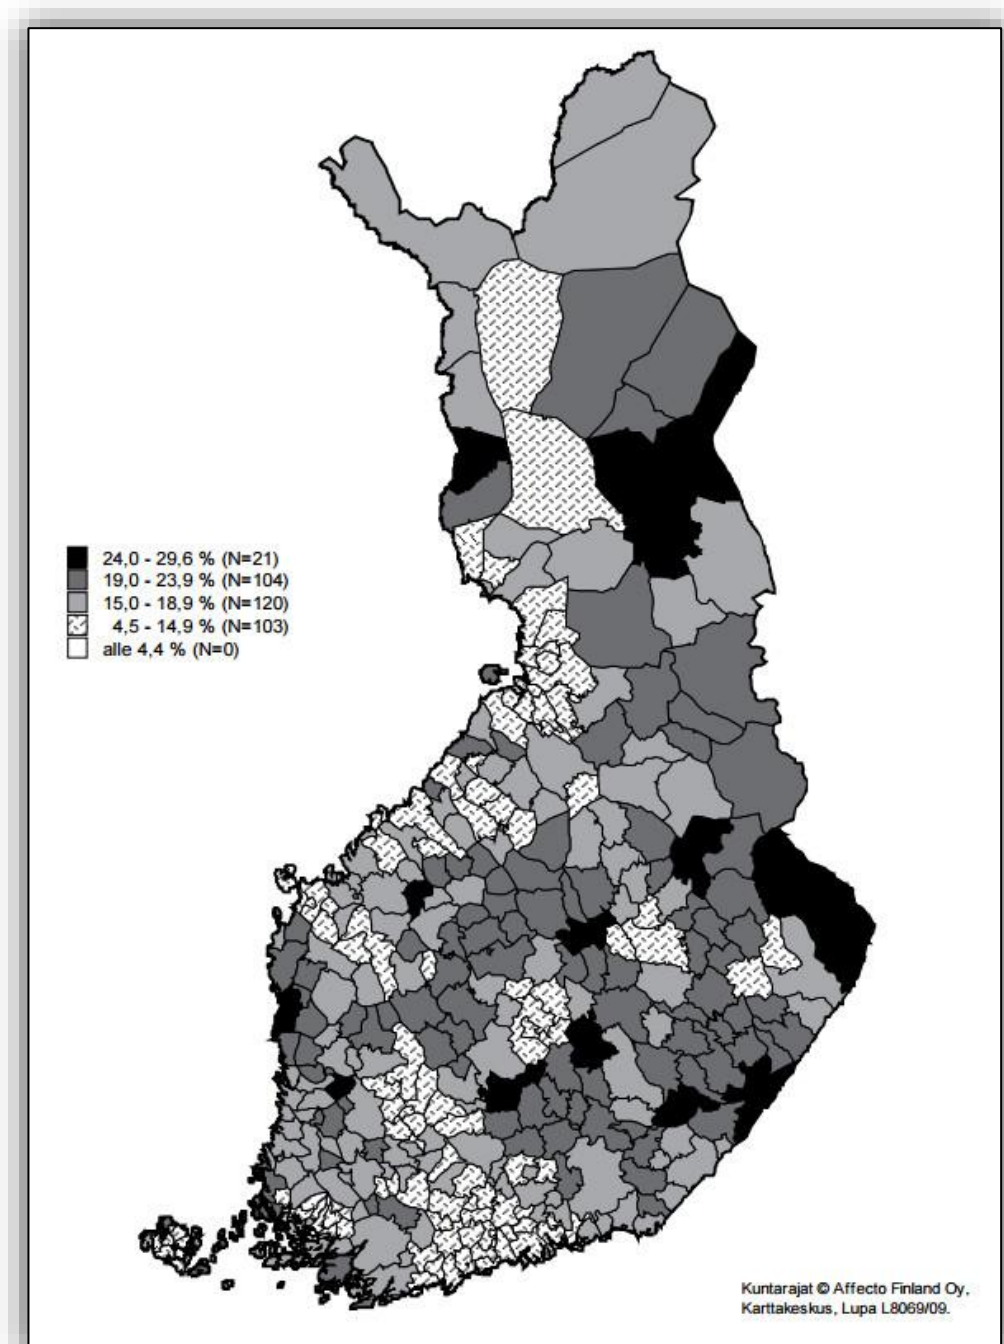 24,0 - 29,6 % (N=21)
19,0 - 23,9 % (N=104)
15,0 - 18,9 % (N=120)
4,5 - 14,9 % (N=103)
alle 4,4 % (N=0)
Kuntarajat © Affecto Finland Oy,
Karttakeskus, Lupa L8069/09.